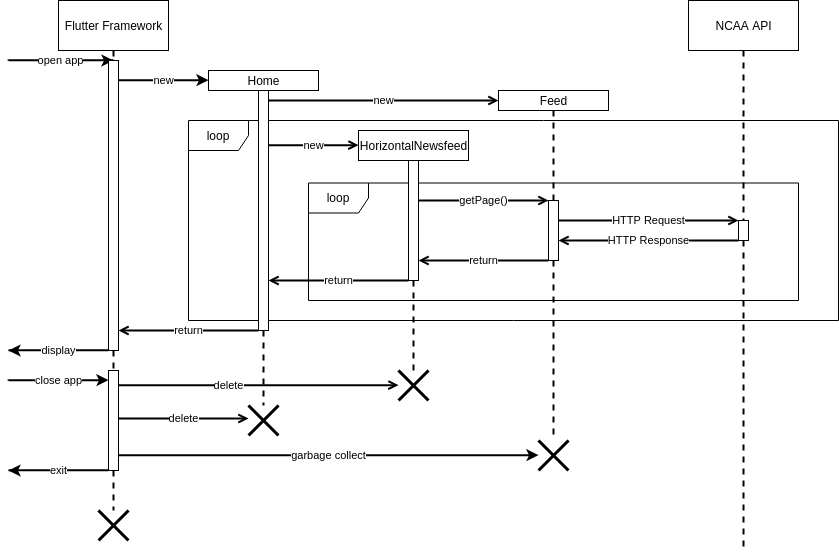 Flutter Framework
NCAA API
open app
new
Home
new
Feed
loop
new
HorizontalNewsfeed
loop
getPage()
HTTP Request
HTTP Response
return
return
return
display
close app
delete
delete
garbage collect
exit